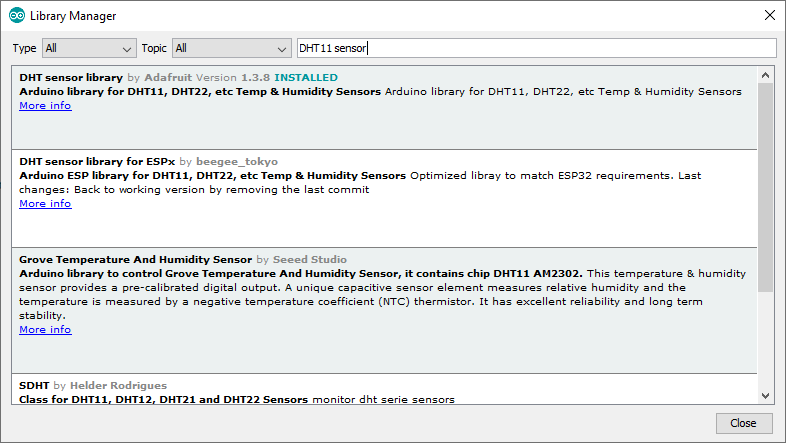 Library Manager
Type All Topic All DHT11 sensor
DHT sensor library by Adafruit Version 1.3.8 INSTALLED
Arduino library for DHT11, DHT22, etc Temp & Humidity Sensors Arduino library for DHT11, DHT22, etc Temp & Humidity Sensors
More info
DHT sensor library for ESPx by beegee_tokyo
Arduino ESP library for DHT11, DHT22, etc Temp & Humidity Sensors Optimized libray to match ESP32 requirements. Last
changes: Back to working version by removing the last commit
More info
Grove Temperature And Humidity Sensor by Seeed Studio
Arduino library to control Grove Temperature And Humidity Sensor, it contains chip DHT11 AM2302. This temperature & humidity
sensor provides a pre-calibrated digital output. A unique capacitive sensor element measures relative humidity and the
temperature is measured by a negative temperature coefficient (NTC) thermistor. It has excellent reliability and long term
stability.
More info
SDHT by Helder Rodrigues
Class for DHT11, DHT12, DHT21 and DHT22 Sensors monitor dht serie sensors
Close